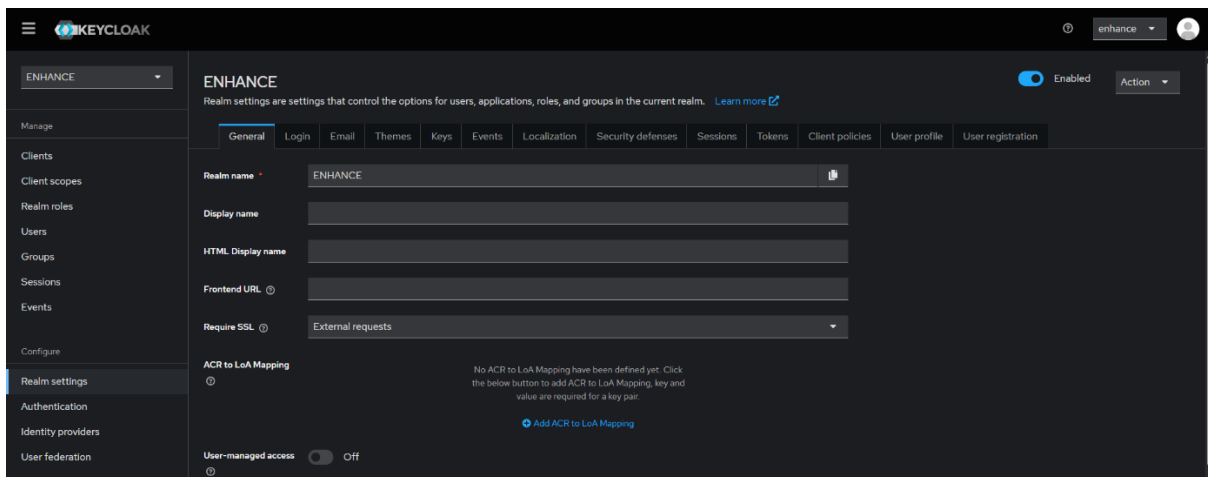 KEYCLOAK
enhance
ENHANCE
ENHANCE
Enabled
Action
Realm settings are settings that control the options for users, applications, roles, and groups in the current realm. Learn more
Manage
General Login Email Themes Keys Events Localization Security defenses Sessions Tokens Client policies User profile User registration
Clients
Client scopes
Realm roles
Users
Groups
Sessions
Events
Configure
Realm settings
Authentication
Identity providers
User federation
Realm name *
ENHANCE
Display name
HTML Display name
Frontend URL
Require SSL
External requests
ACR to LoA Mapping
No ACR to LoA Mapping have been defined yet. Click
the below button to add ACR to LoA Mapping, key and
value are required for a key pair.
Add ACR to LoA Mapping
User-managed access
Off